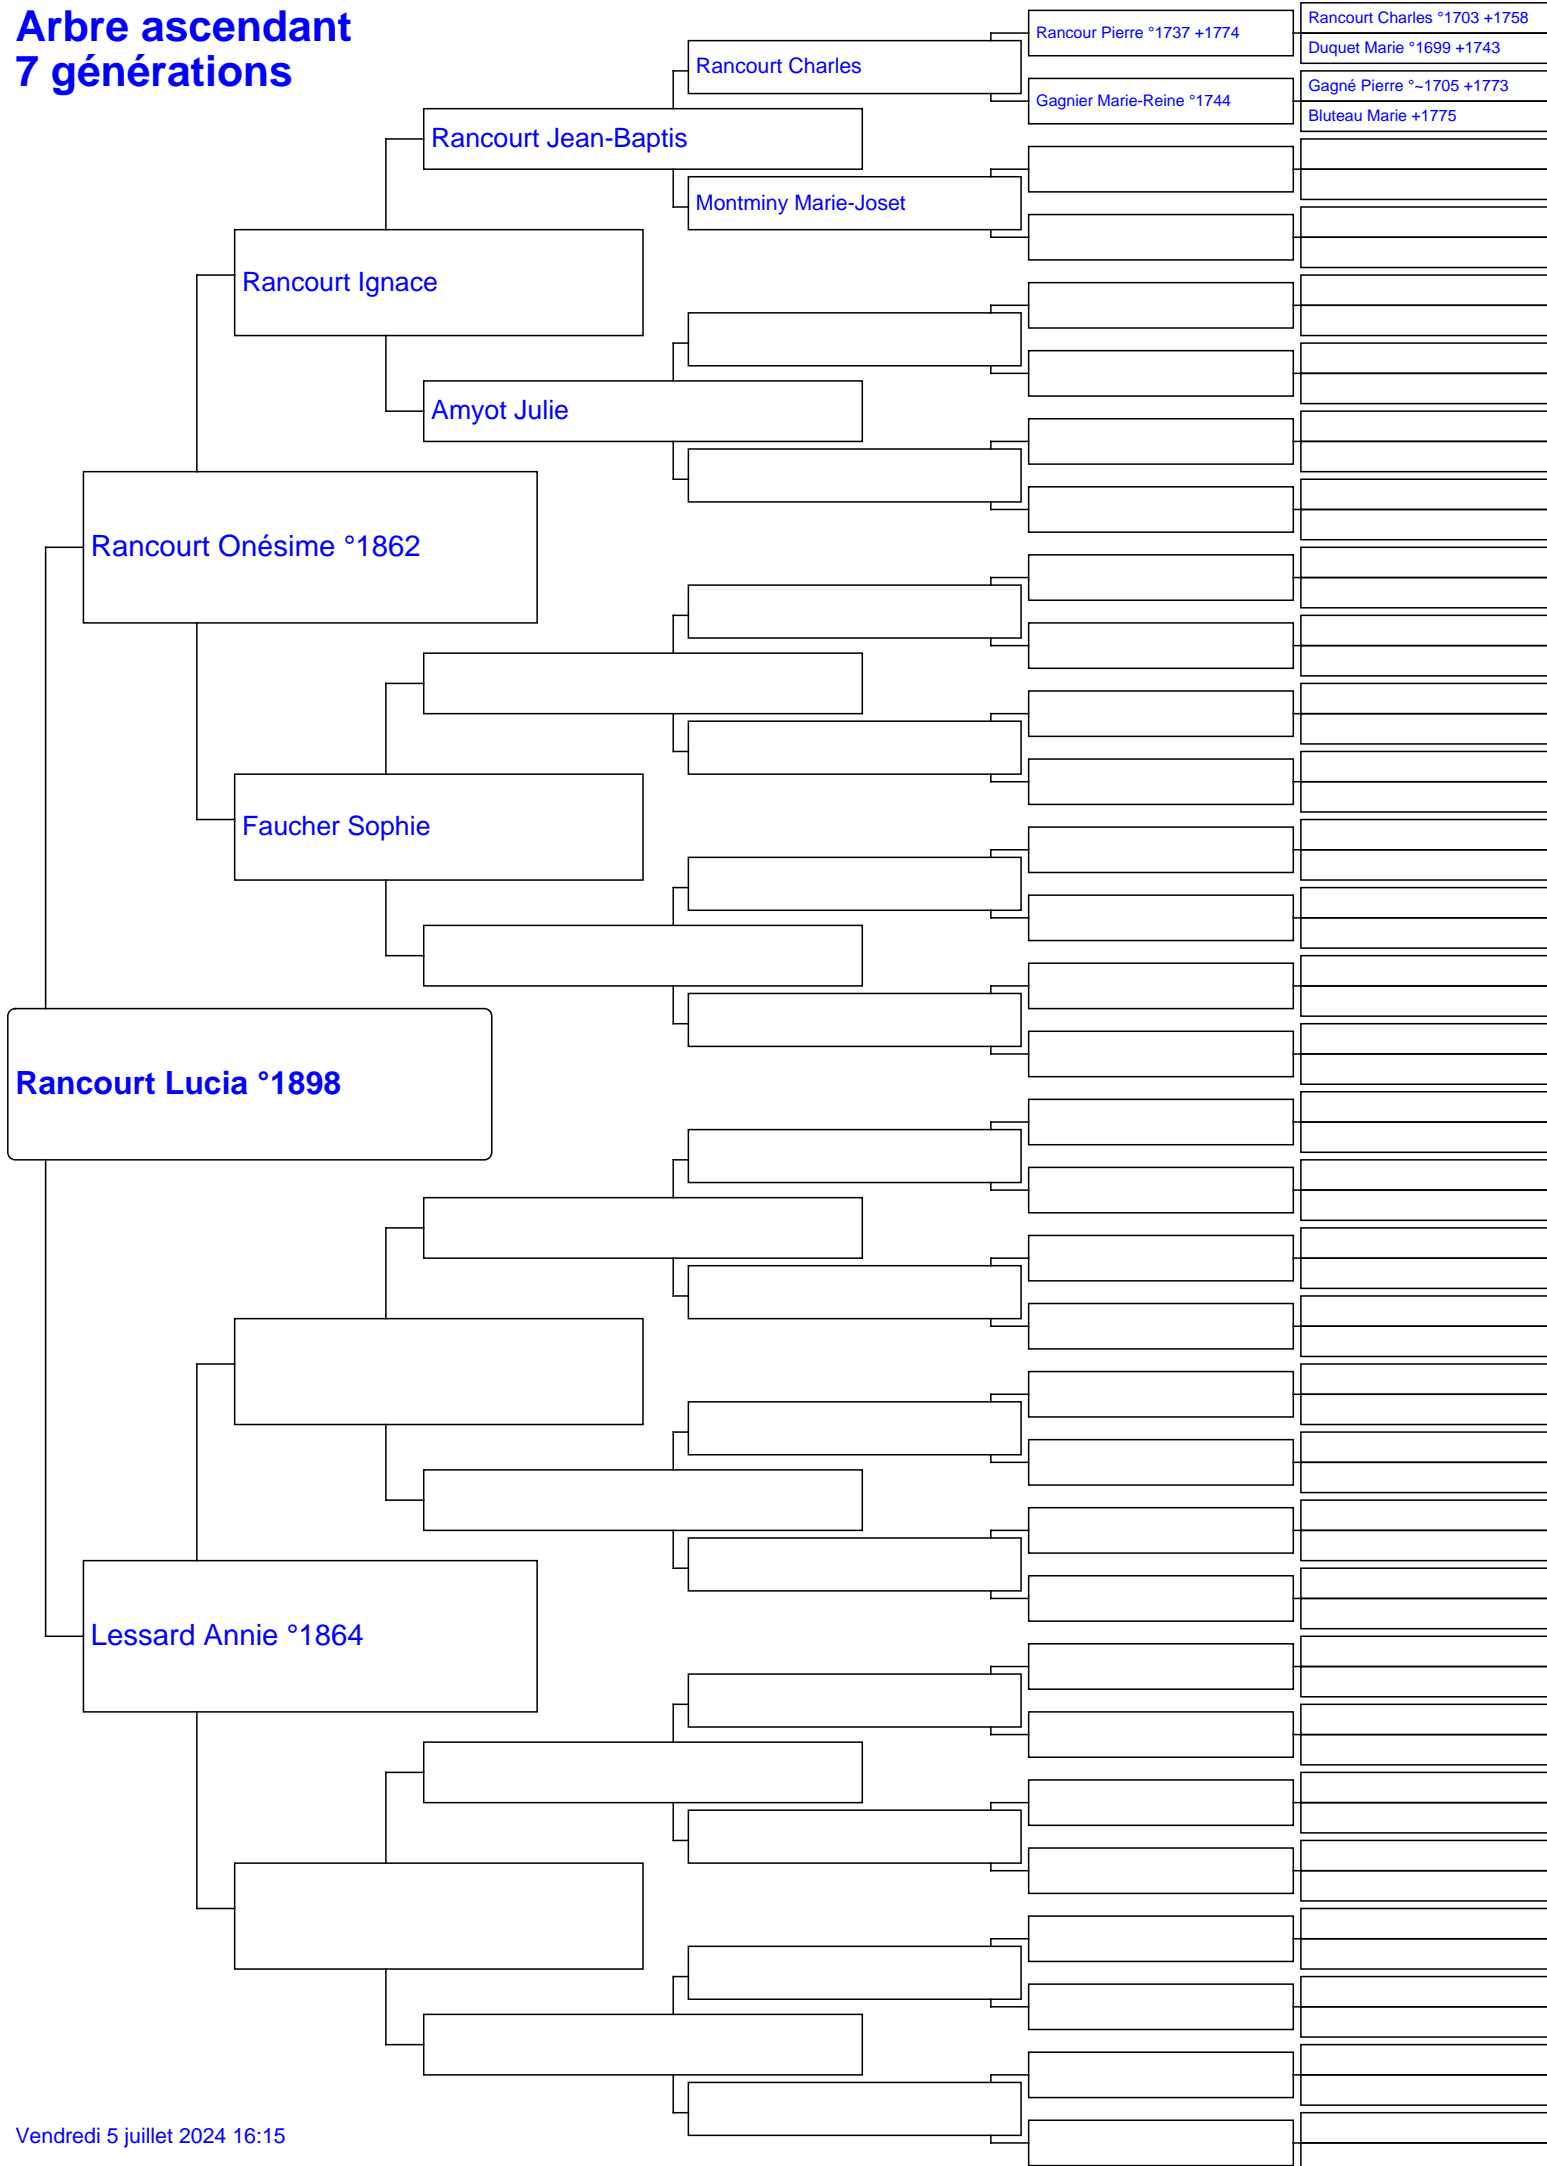 Arbre ascendant
7 générations
Rancourt Charles °1703 +1758
Rancour Pierre °1737 +1774
Duquet Marie °1699 +1743
Rancourt Charles
Gagné Pierre °~1705 +1773
Gagnier Marie-Reine °1744
Bluteau Marie +1775
Rancourt Jean-Baptis
Montminy Marie-Joset
Rancourt Ignace
Amyot Julie
Rancourt Onésime °1862
Faucher Sophie
Rancourt Lucia °1898
Lessard Annie °1864
Vendredi 5 juillet 2024 16:15